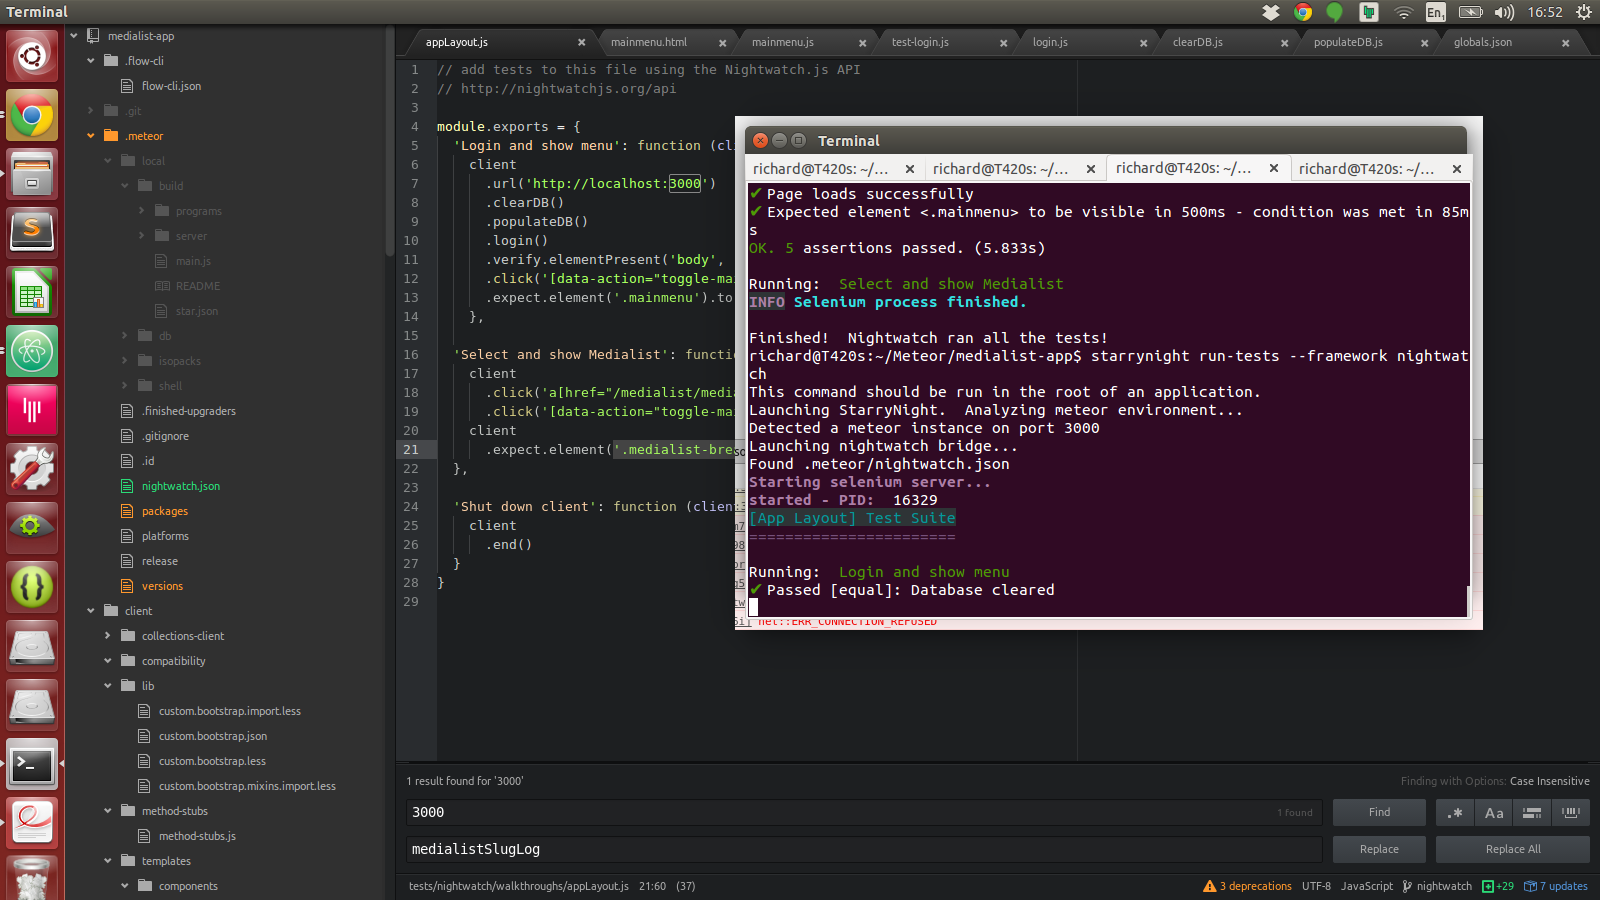 Terminal
En1
16:52
medialist-app
.flow-cli
flow-cli.json
.git
.meteor
local
build
programs
server
main.js
README
star.json
db
isopacks
shell
.finished-upgraders
.gitignore
.id
nightwatch.json
packages
platforms
release
versions
client
collections-client
compatibility
lib
custom.bootstrap.import.less
custom.bootstrap.json
custom.bootstrap.less
custom.bootstrap.mixins.import.less
method-stubs
method-stubs.js
templates
components
appLayout.js
mainmenu.html
mainmenu.js
test-login.js
login.js
clearDB.js
populateDB.js
globals.json
1 // add tests to this file using the Nightwatch.js API
2 // http://nightwatchjs.org/api
3
4 module.exports = {
5 'Login and show menu': function (cli
6 client
7 .url('http://localhost:3000')
8 .clearDB()
9 .populateDB()
10 .login()
11 .verify.elementPresent('body',
12 .click('[data-action="toggle-mai
13 .expect.element('.mainmenu').to
14 },
15
16 'Select and show Medialist': functio
17 client
18 .click('a[href="/medialist/media
19 .click('[data-action="toggle-mai
20 client
21 .expect.element('.medialist-bre
22 },
23
24 'Shut down client': function (client
25 client
26 .end()
27 }
28 }
29
Terminal
richard@T420s: ~/...
richard@T420s: ~/...
richard@T420s: ~/...
richard@T420s: ~/...
✔ Page loads successfully
✔ Expected element <.mainmenu> to be visible in 500ms - condition was met in 85m
s
OK. 5 assertions passed. (5.833s)
Running: Select and show Medialist
INFO Selenium process finished.
Finished! Nightwatch ran all the tests!
richard@T420s:~/Meteor/medialist-app$ starrynight run-tests --framework nightwat
ch
This command should be run in the root of an application.
Launching StarryNight. Analyzing meteor environment...
Detected a meteor instance on port 3000
Launching nightwatch bridge...
Found .meteor/nightwatch.json
Starting selenium server...
started - PID: 16329
[App Layout] Test Suite
=======================
Running: Login and show menu
✔ Passed [equal]: Database cleared
net::ERR_CONNECTION_REFUSED
1 result found for '3000'
Finding with Options: Case Insensitive
3000
1 found
Find
.*
Aa
medialistSlugLog
Replace
Replace All
tests/nightwatch/walkthroughs/appLayout.js 21:60 (37)
3 deprecations
UTF-8
JavaScript
nightwatch
+29
7 updates